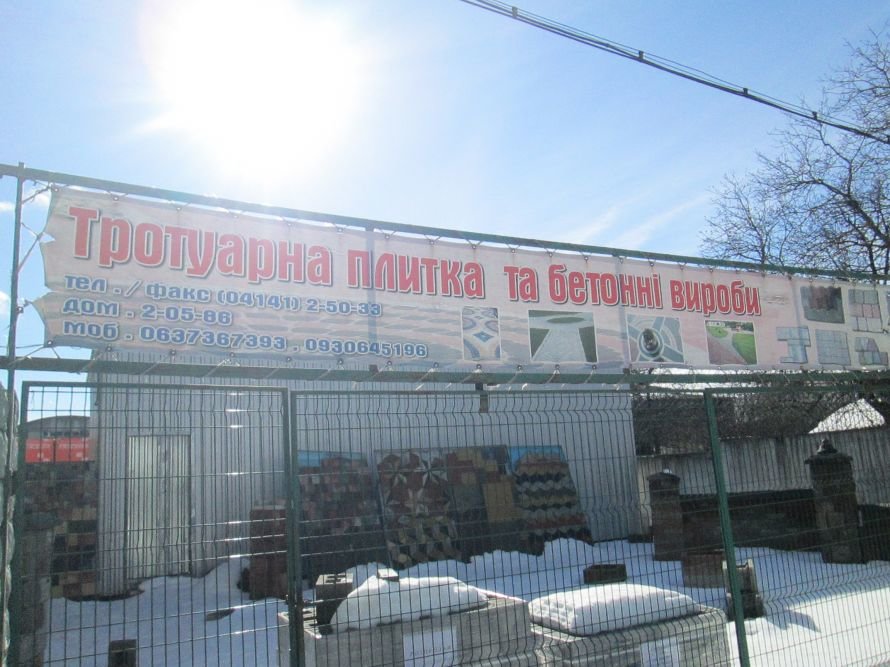 Тротуарна плитка та бетонні вироби
тел ./ факс (04141) 2-50-33
дом . 2-05-86
моб . 0637367393 , 0930645196